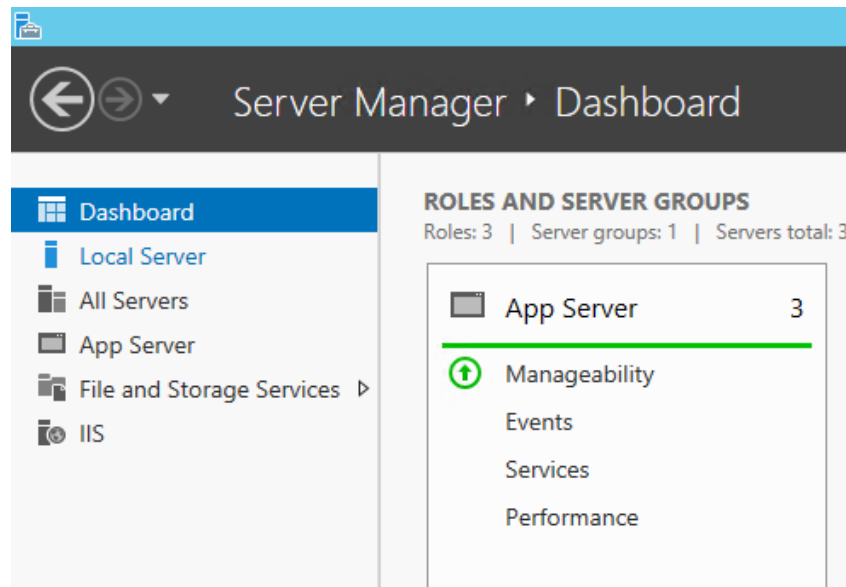 Server Manager ‣ Dashboard
Dashboard
Local Server
All Servers
App Server
File and Storage Services
IIS
ROLES AND SERVER GROUPS
Roles: 3 | Server groups: 1 | Servers total: 3
App Server 3
Manageability
Events
Services
Performance